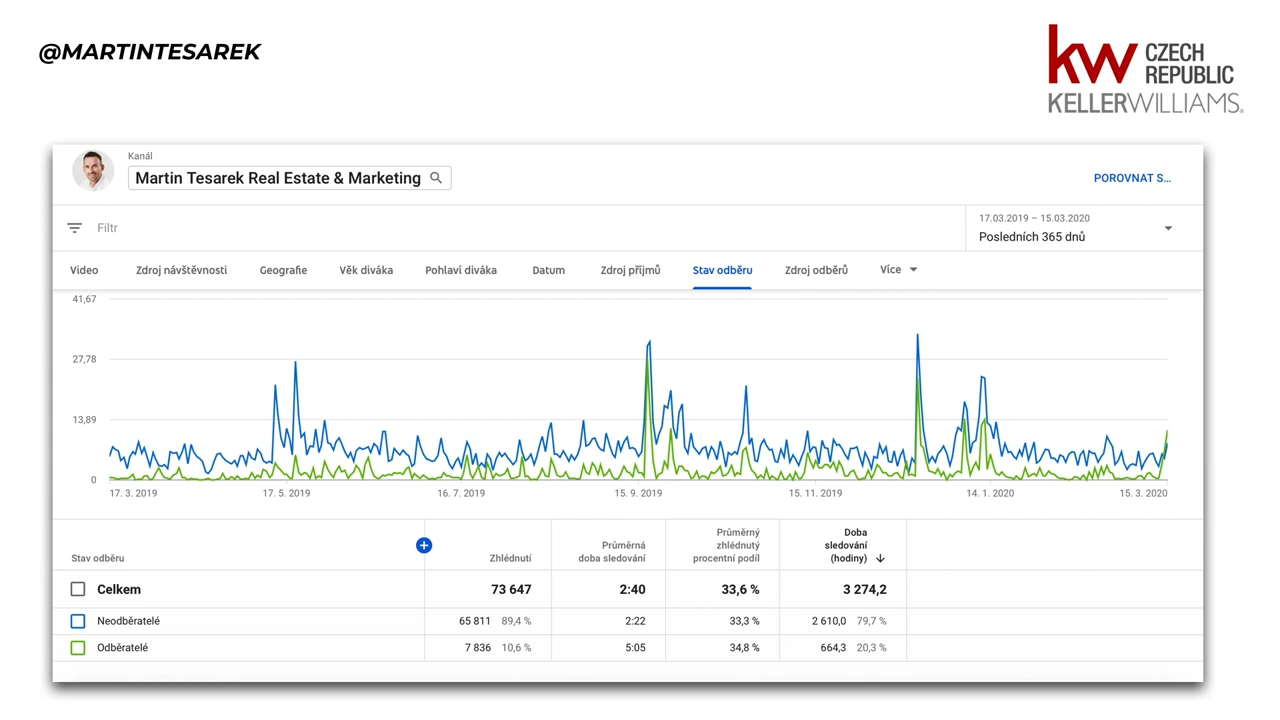 @MARTINTESAREK
kw CZECH REPUBLIC
KELLERWILLIAMS®
Kanál
Martin Tesarek Real Estate & Marketing
POROVNAT S…
Filtr
17.03.2019 – 15.03.2020
Posledních 365 dnů
Video Zdroj návštěvnosti Geografie Věk diváka Pohlaví diváka Datum Zdroj příjmů Stav odběru Zdroj odběrů Více
41,67
27,78
13,89
0
17. 3. 2019 17. 5. 2019 16. 7. 2019 15. 9. 2019 15. 11. 2019 14. 1. 2020 15. 3. 2020
Stav odběru Zhlédnutí Průměrná doba sledování Průměrný zhlédnutý procentní podíl Doba sledování (hodiny)
Celkem 73 647 2:40 33,6 % 3 274,2
Neodběratelé 65 811 89,4 % 2:22 33,3 % 2 610,0 79,7 %
Odběratelé 7 836 10,6 % 5:05 34,8 % 664,3 20,3 %